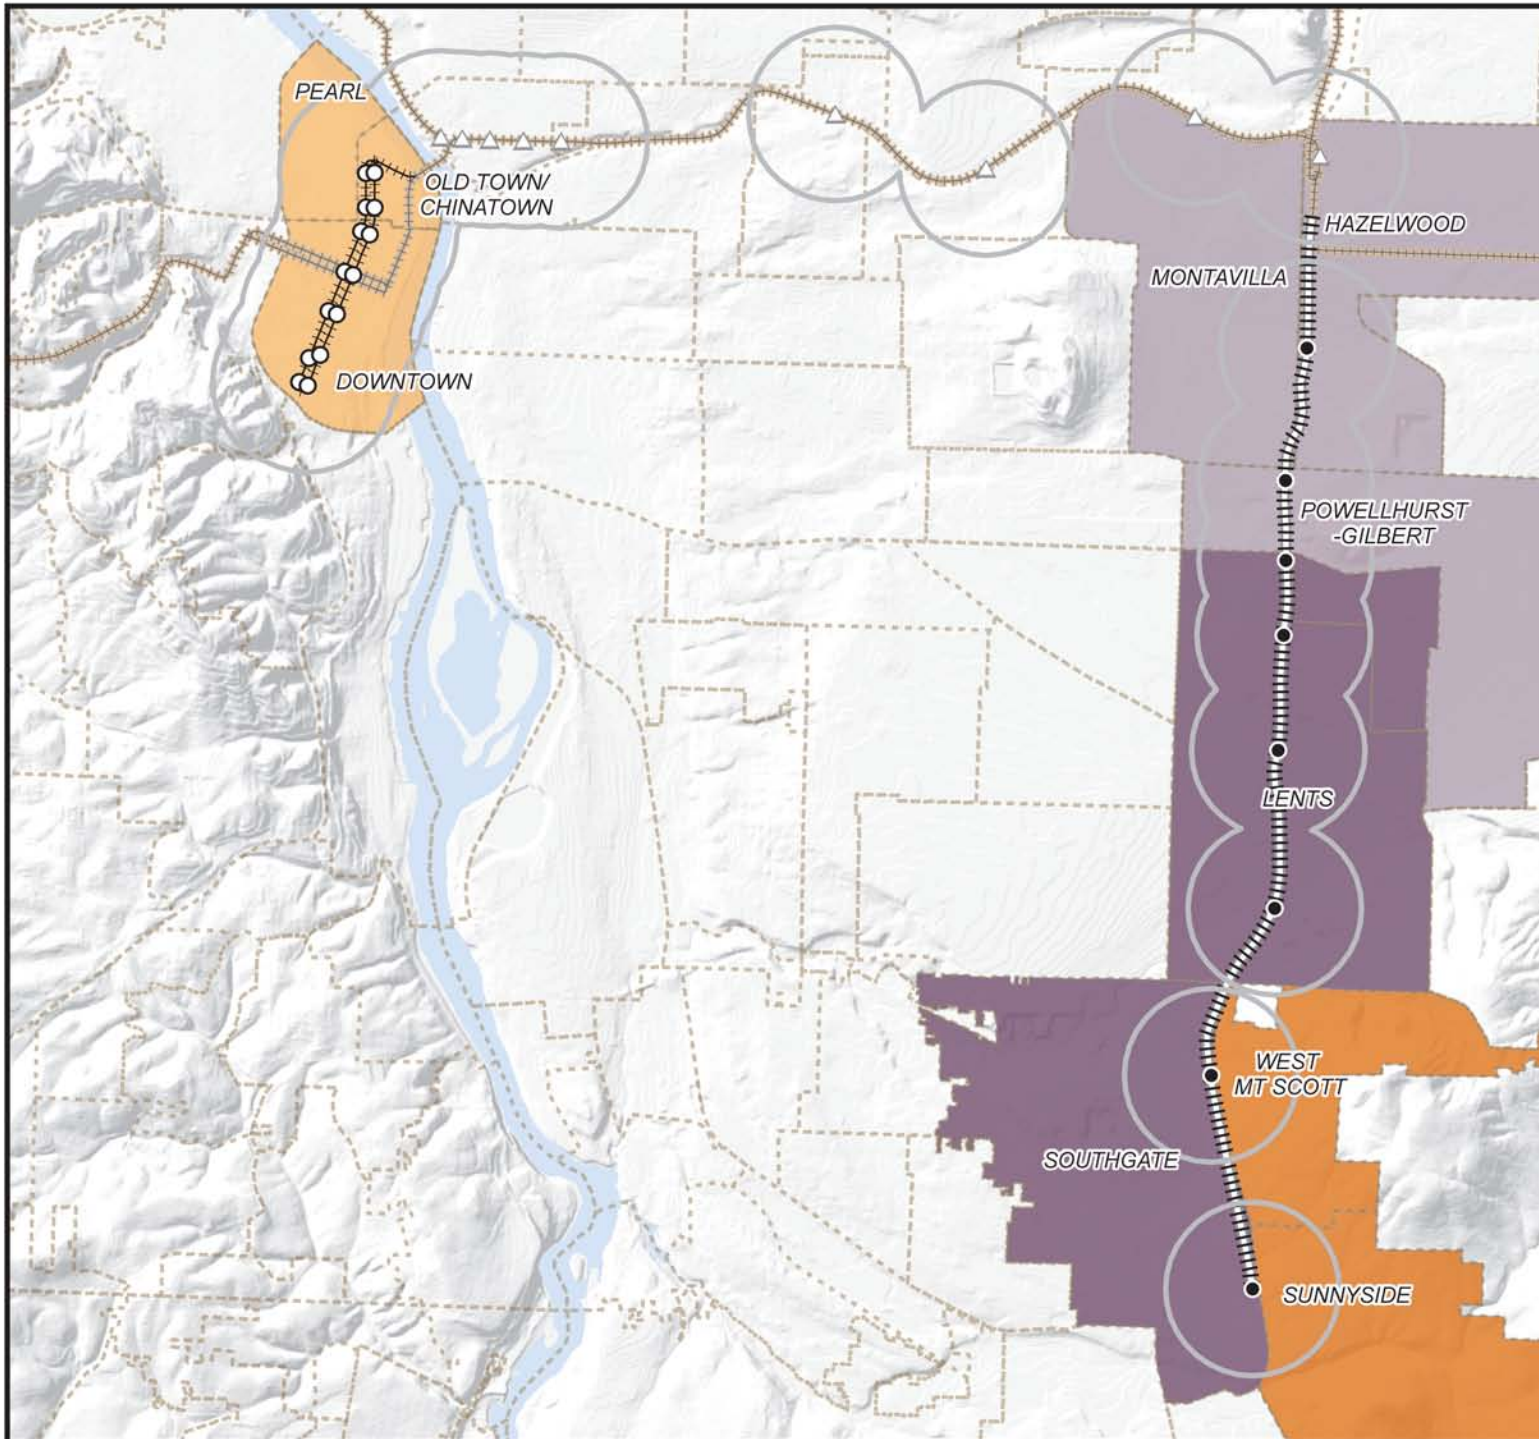 PEARL
OLD TOWN/
CHINATOWN
HAZELWOOD
MONTAVILLA
DOWNTOWN
POWELLHURST
-GILBERT
LENTS
WEST
MT SCOTT
SOUTHGATE
SUNNYSIDE